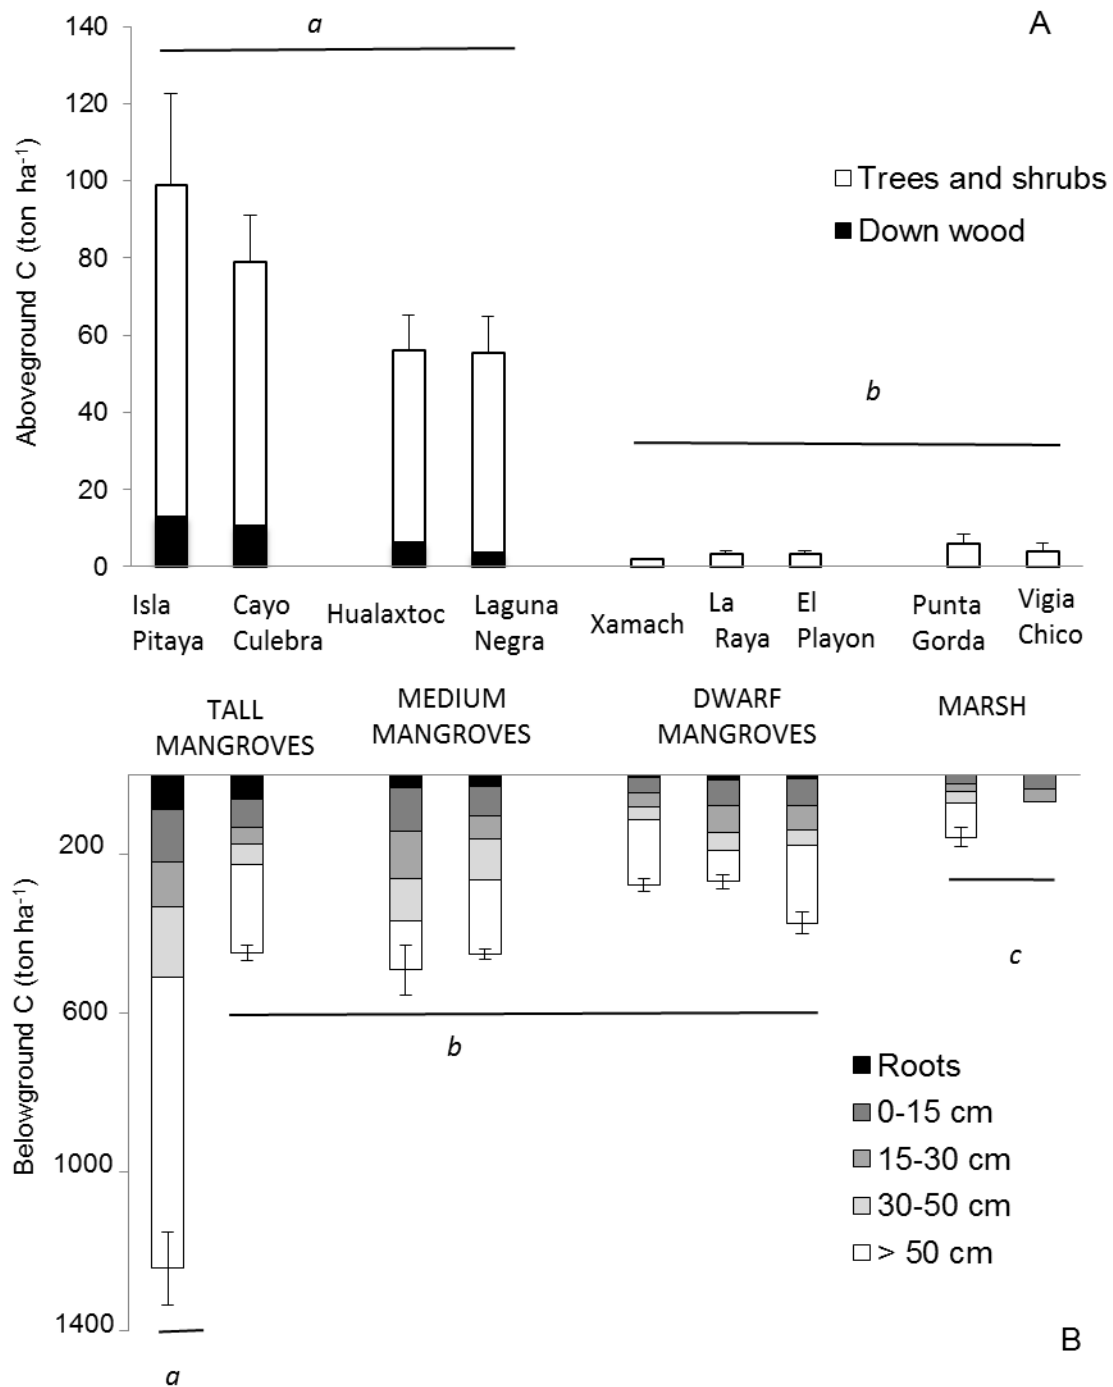 A
a
140
120
100
80
60
40
20
0
Aboveground C (ton ha⁻¹)
Trees and shrubs
Down wood
b
Isla
Pitaya
Cayo
Culebra
Hualaxtoc
Laguna
Negra
Xamach
La
Raya
El
Playon
Punta
Gorda
Vigia
Chico
TALL
MANGROVES
MEDIUM
MANGROVES
DWARF
MANGROVES
MARSH
200
600
1000
1400
Belowground C (ton ha⁻¹)
c
b
Roots
0-15 cm
15-30 cm
30-50 cm
> 50 cm
a
B